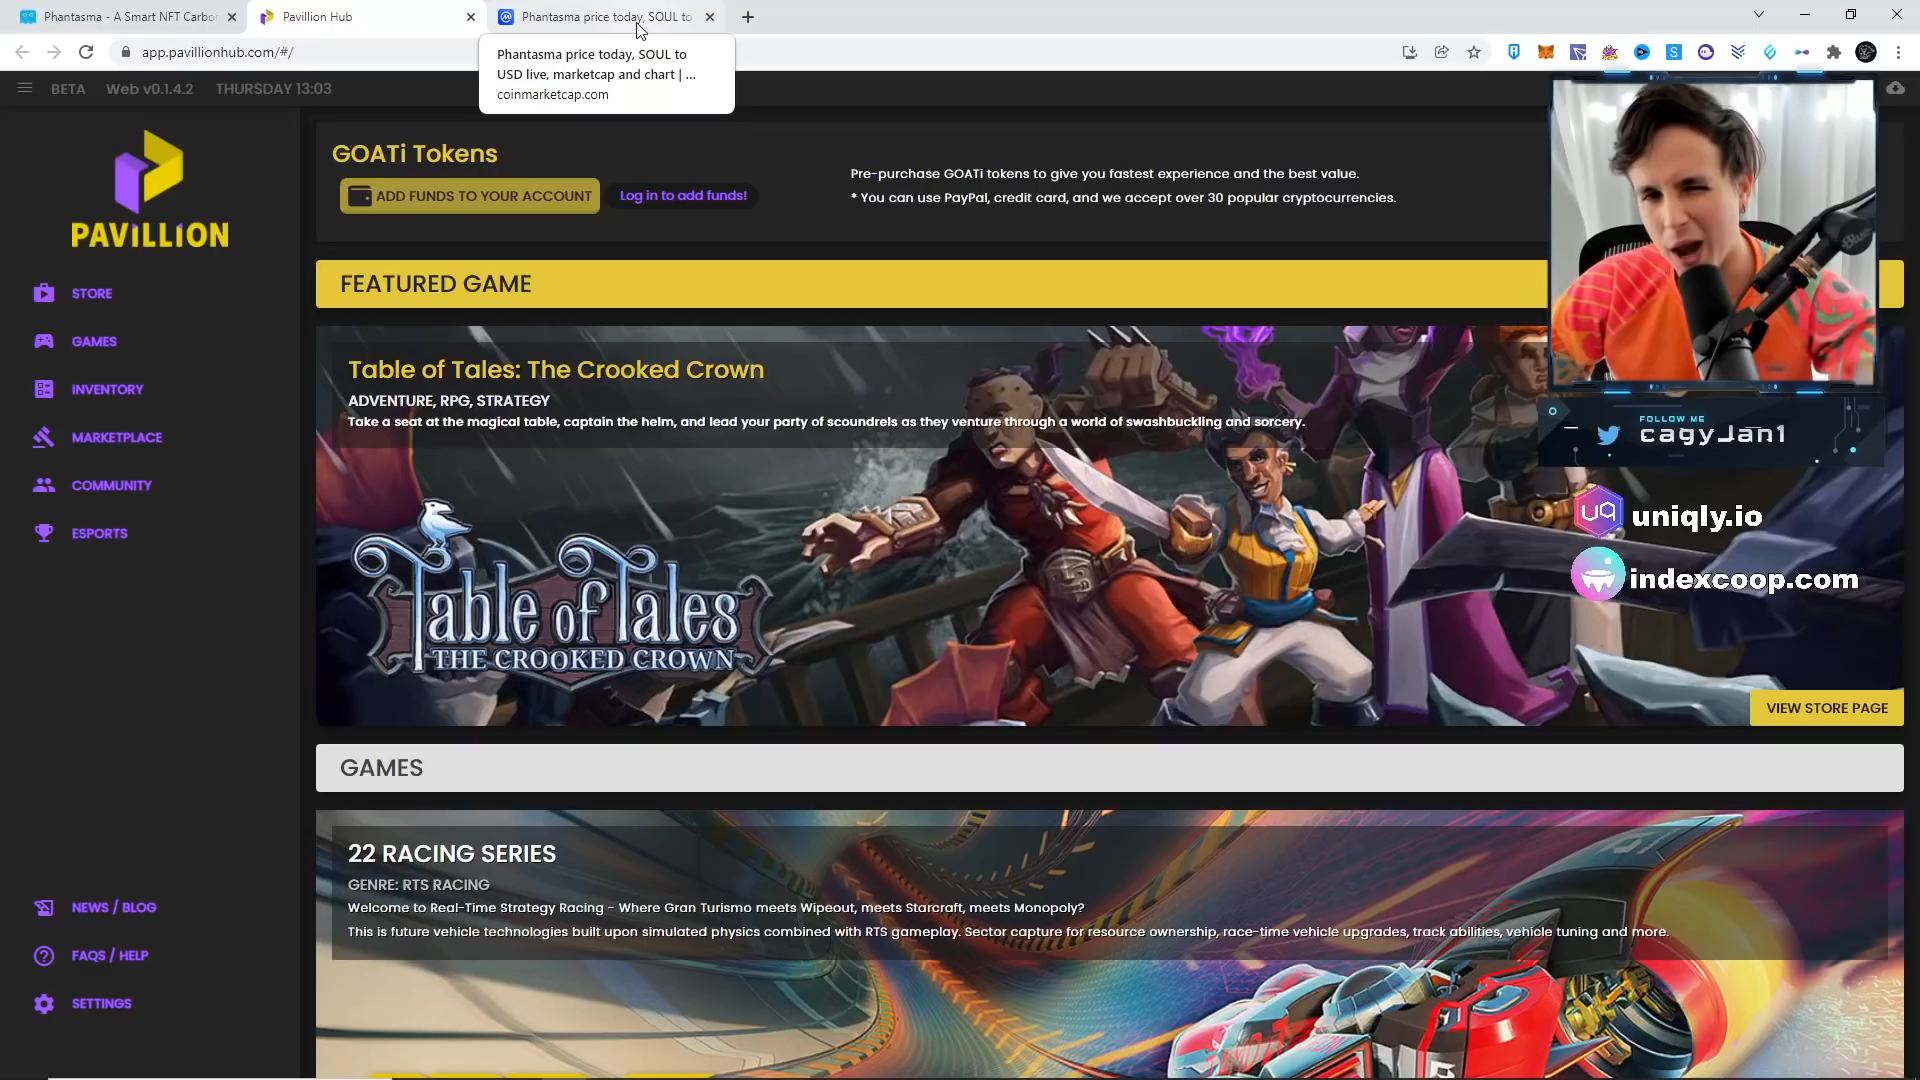 Phantasma - A Smart NFT Carbo
Pavillion Hub
Phantasma price today, SOUL to
app.pavillionhub.com/#/
Phantasma price today, SOUL to
USD live, marketcap and chart | ...
coinmarketcap.com
BETA
Web v0.1.4.2
THURSDAY 13:03
PAVILLION
STORE
GAMES
INVENTORY
MARKETPLACE
COMMUNITY
ESPORTS
NEWS / BLOG
FAQS / HELP
SETTINGS
GOATi Tokens
ADD FUNDS TO YOUR ACCOUNT
Log in to add funds!
Pre-purchase GOATi tokens to give you fastest experience and the best value.
* You can use PayPal, credit card, and we accept over 30 popular cryptocurrencies.
FEATURED GAME
Table of Tales: The Crooked Crown
ADVENTURE, RPG, STRATEGY
Take a seat at the magical table, captain the helm, and lead your party of scoundrels as they venture through a world of swashbuckling and sorcery.
Table of Tales
THE CROOKED CROWN
FOLLOW ME
cagyJan1
uq uniqly.io
indexcoop.com
VIEW STORE PAGE
GAMES
22 RACING SERIES
GENRE: RTS RACING
Welcome to Real-Time Strategy Racing - Where Gran Turismo meets Wipeout, meets Starcraft, meets Monopoly?
This is future vehicle technologies built upon simulated physics combined with RTS gameplay. Sector capture for resource ownership, race-time vehicle upgrades, track abilities, vehicle tuning and more.